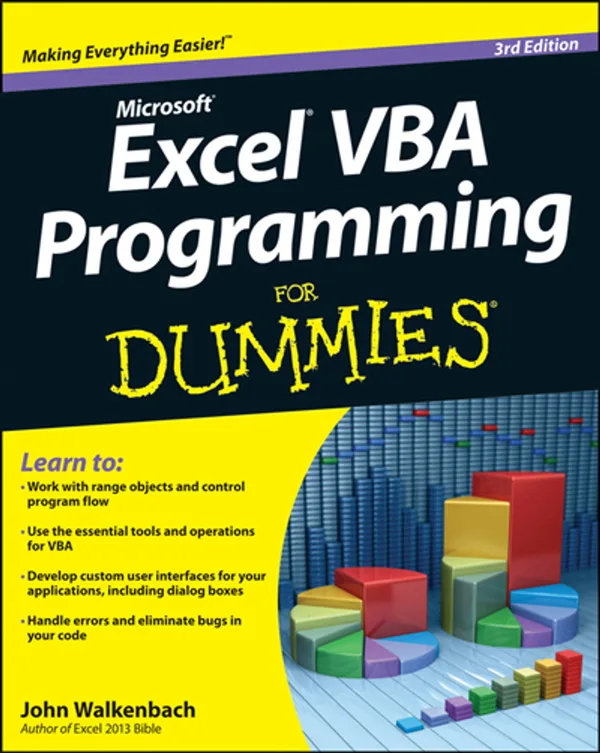 Making Everything Easier!™
3rd Edition
Microsoft®
Excel® VBA
Programming
FOR
DUMMIES®
Learn to:
• Work with range objects and control
program flow
• Use the essential tools and operations
for VBA
• Develop custom user interfaces for your
applications, including dialog boxes
• Handle errors and eliminate bugs in
your code
John Walkenbach
Author of Excel 2013 Bible